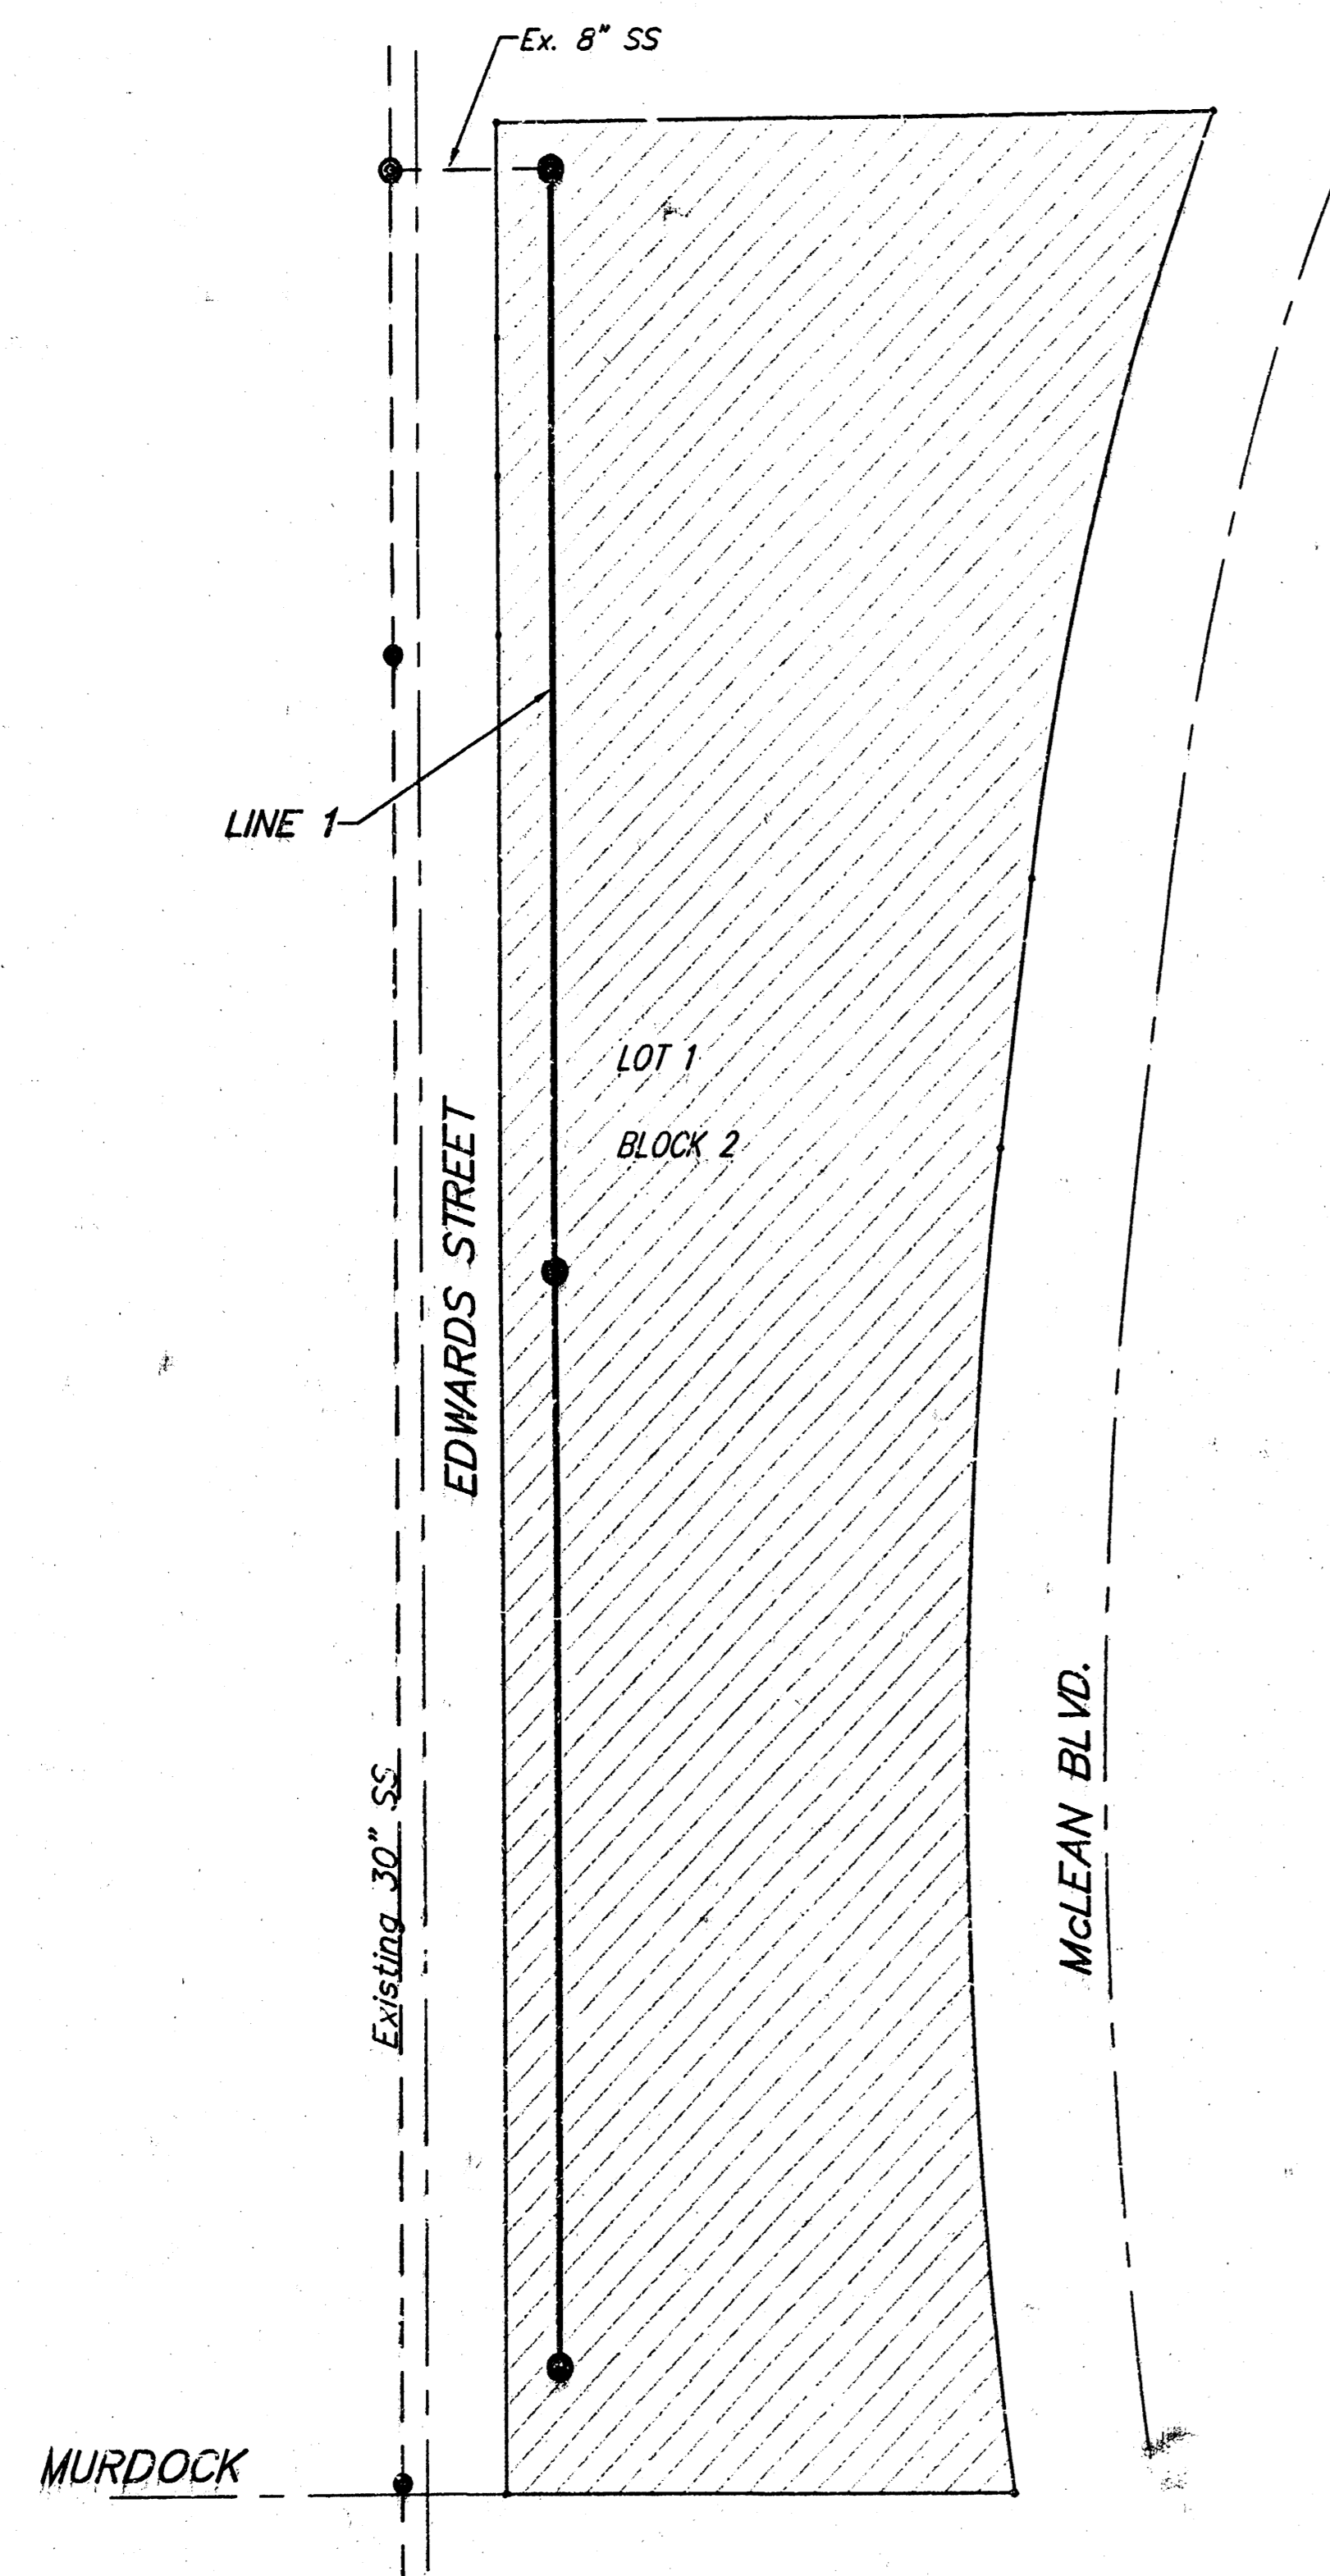 Ex. 8" SS
LINE 1
LOT 1
BLOCK 2
EDWARDS STREET
McLEAN BLVD.
Existing 30" SS
MURDOCK